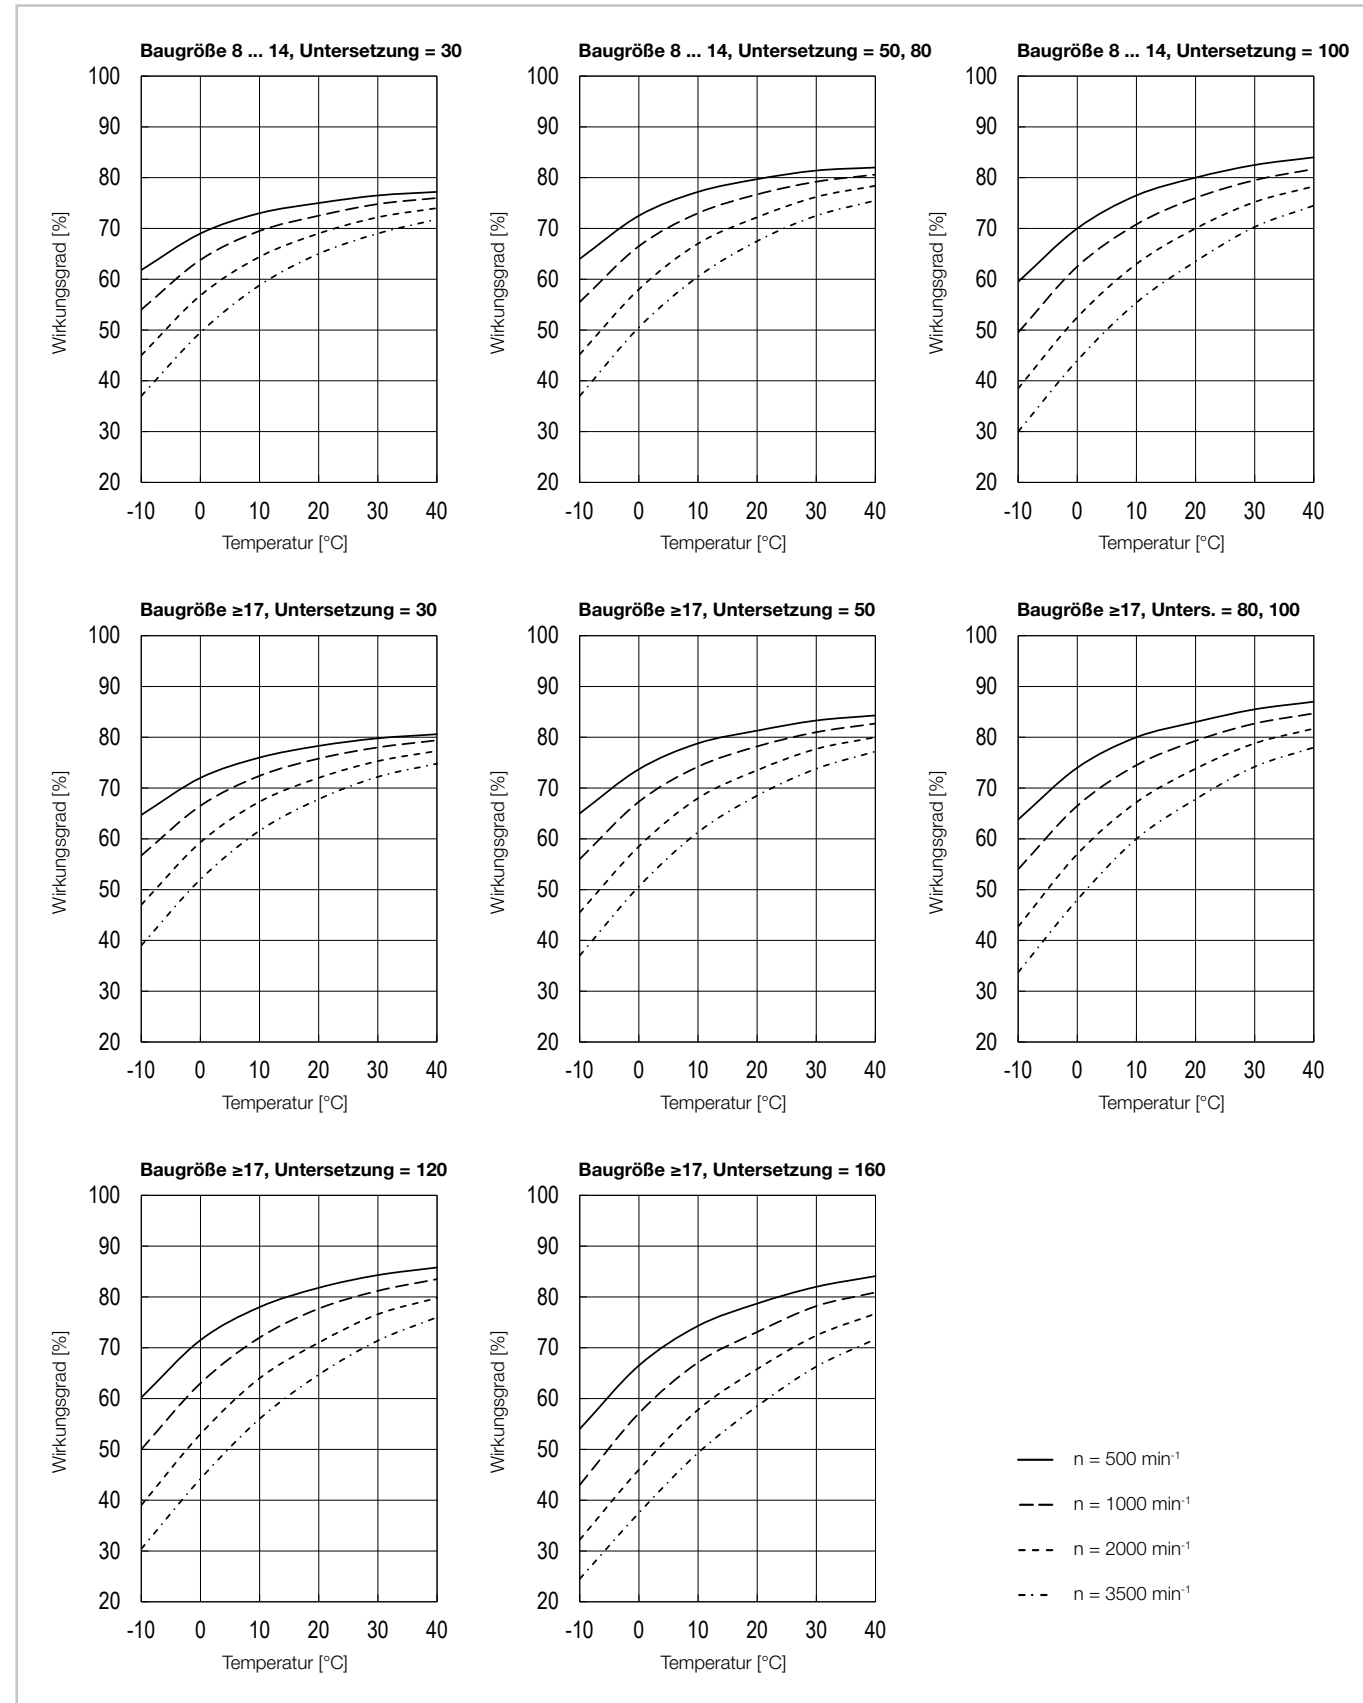 Baugröße 8 ... 14, Untersetzung = 30
100
90
80
70
60
50
40
30
20
-10 0 10 20 30 40
Wirkungsgrad [%]
Temperatur [°C]
Baugröße 8 ... 14, Untersetzung = 50, 80
100
90
80
70
60
50
40
30
20
-10 0 10 20 30 40
Wirkungsgrad [%]
Temperatur [°C]
Baugröße 8 ... 14, Untersetzung = 100
100
90
80
70
60
50
40
30
20
-10 0 10 20 30 40
Wirkungsgrad [%]
Temperatur [°C]
Baugröße ≥17, Untersetzung = 30
100
90
80
70
60
50
40
30
20
-10 0 10 20 30 40
Wirkungsgrad [%]
Temperatur [°C]
Baugröße ≥17, Untersetzung = 50
100
90
80
70
60
50
40
30
20
-10 0 10 20 30 40
Wirkungsgrad [%]
Temperatur [°C]
Baugröße ≥17, Unters. = 80, 100
100
90
80
70
60
50
40
30
20
-10 0 10 20 30 40
Wirkungsgrad [%]
Temperatur [°C]
Baugröße ≥17, Untersetzung = 120
100
90
80
70
60
50
40
30
20
-10 0 10 20 30 40
Wirkungsgrad [%]
Temperatur [°C]
Baugröße ≥17, Untersetzung = 160
100
90
80
70
60
50
40
30
20
-10 0 10 20 30 40
Wirkungsgrad [%]
Temperatur [°C]
n = 500 min⁻¹
n = 1000 min⁻¹
n = 2000 min⁻¹
n = 3500 min⁻¹